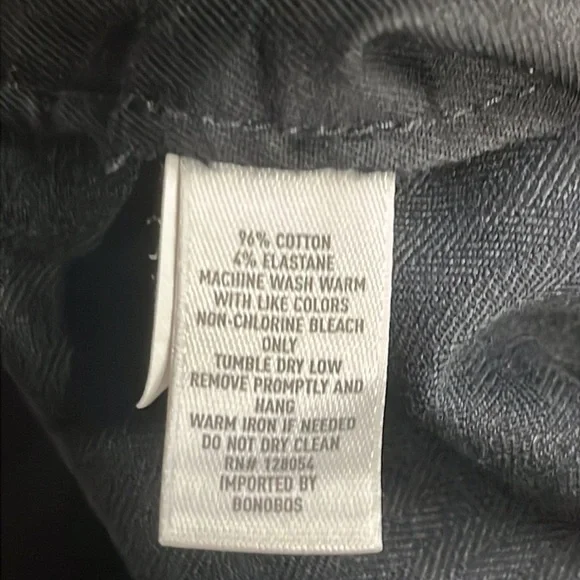 96% COTTON
4% ELASTANE
MACHINE WASH WARM
WITH LIKE COLORS
NON-CHLORINE BLEACH
ONLY
TUMBLE DRY LOW
REMOVE PROMPTLY AND
HANG
WARM IRON IF NEEDED
DO NOT DRY CLEAN
RN# 128054
IMPORTED BY
BONOBOS